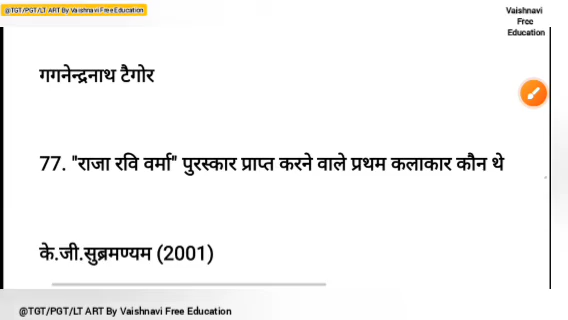 @TGT/PGT/LT ART By Vaishnavi Free Education
Vaishnavi
Free
Education
गगनेन्द्रनाथ टैगोर
77. "राजा रवि वर्मा" पुरस्कार प्राप्त करने वाले प्रथम कलाकार कौन थे
के.जी.सुब्रमण्यम (2001)
@TGT/PGT/LT ART By Vaishnavi Free Education